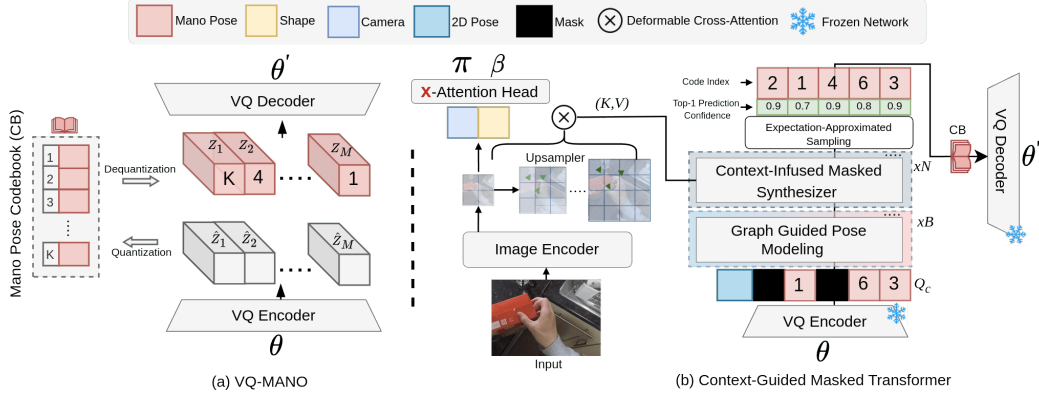 Mano Pose
Shape
Camera
2D Pose
Mask
Deformable Cross-Attention
Frozen Network
Mano Pose Codebook (CB)
1
2
3
K
Dequantization
Quantization
θ'
VQ Decoder
Z1 Z2 ZM
K 4 1
Ẑ1 Ẑ2 ẐM
VQ Encoder
θ
(a) VQ-MANO
π β
X-Attention Head
(K,V)
Upsampler
Image Encoder
Input
Code Index
2 1 4 6 3
Top-1 Prediction
Confidence
0.9 0.7 0.9 0.8 0.9
Expectation-Approximated
Sampling
Context-Infused Masked
Synthesizer
xN
Graph Guided Pose
Modeling
xB
1 6 3
Qc
VQ Encoder
θ
CB
VQ Decoder
θ'
(b) Context-Guided Masked Transformer